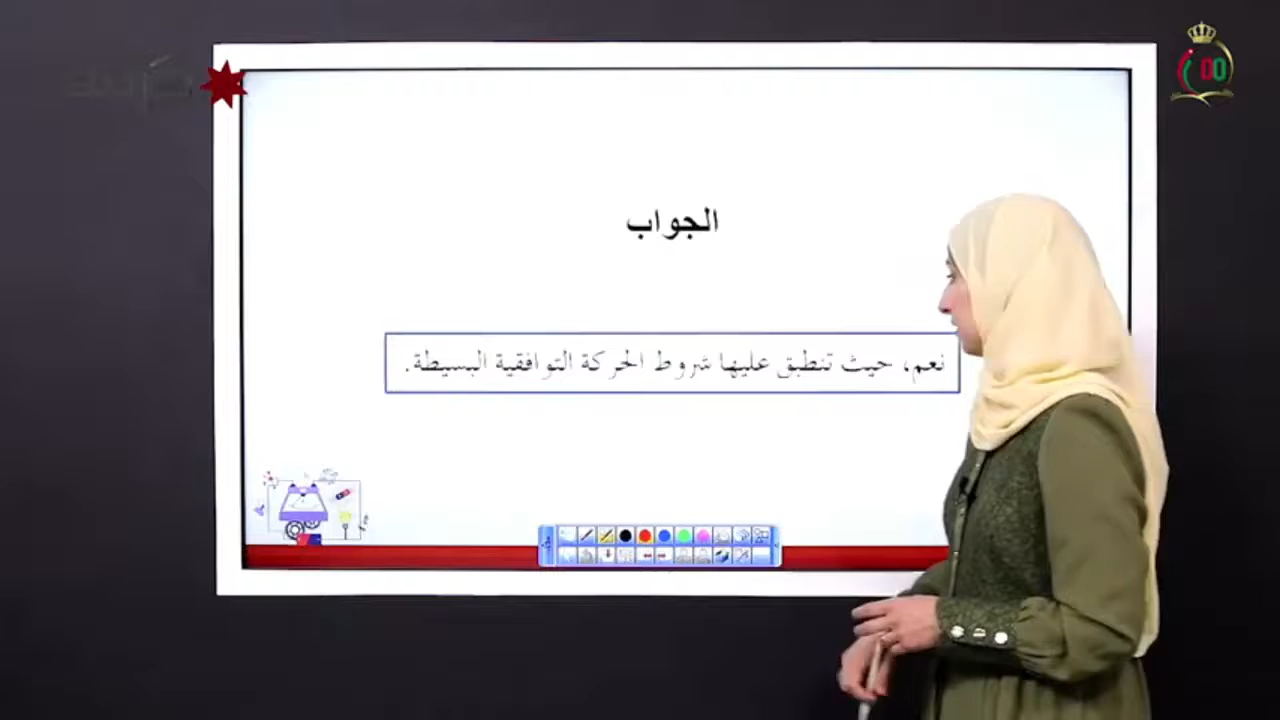 الجواب
نعم، حيث تنطبق عليها شروط الحركة التوافقية البسيطة.